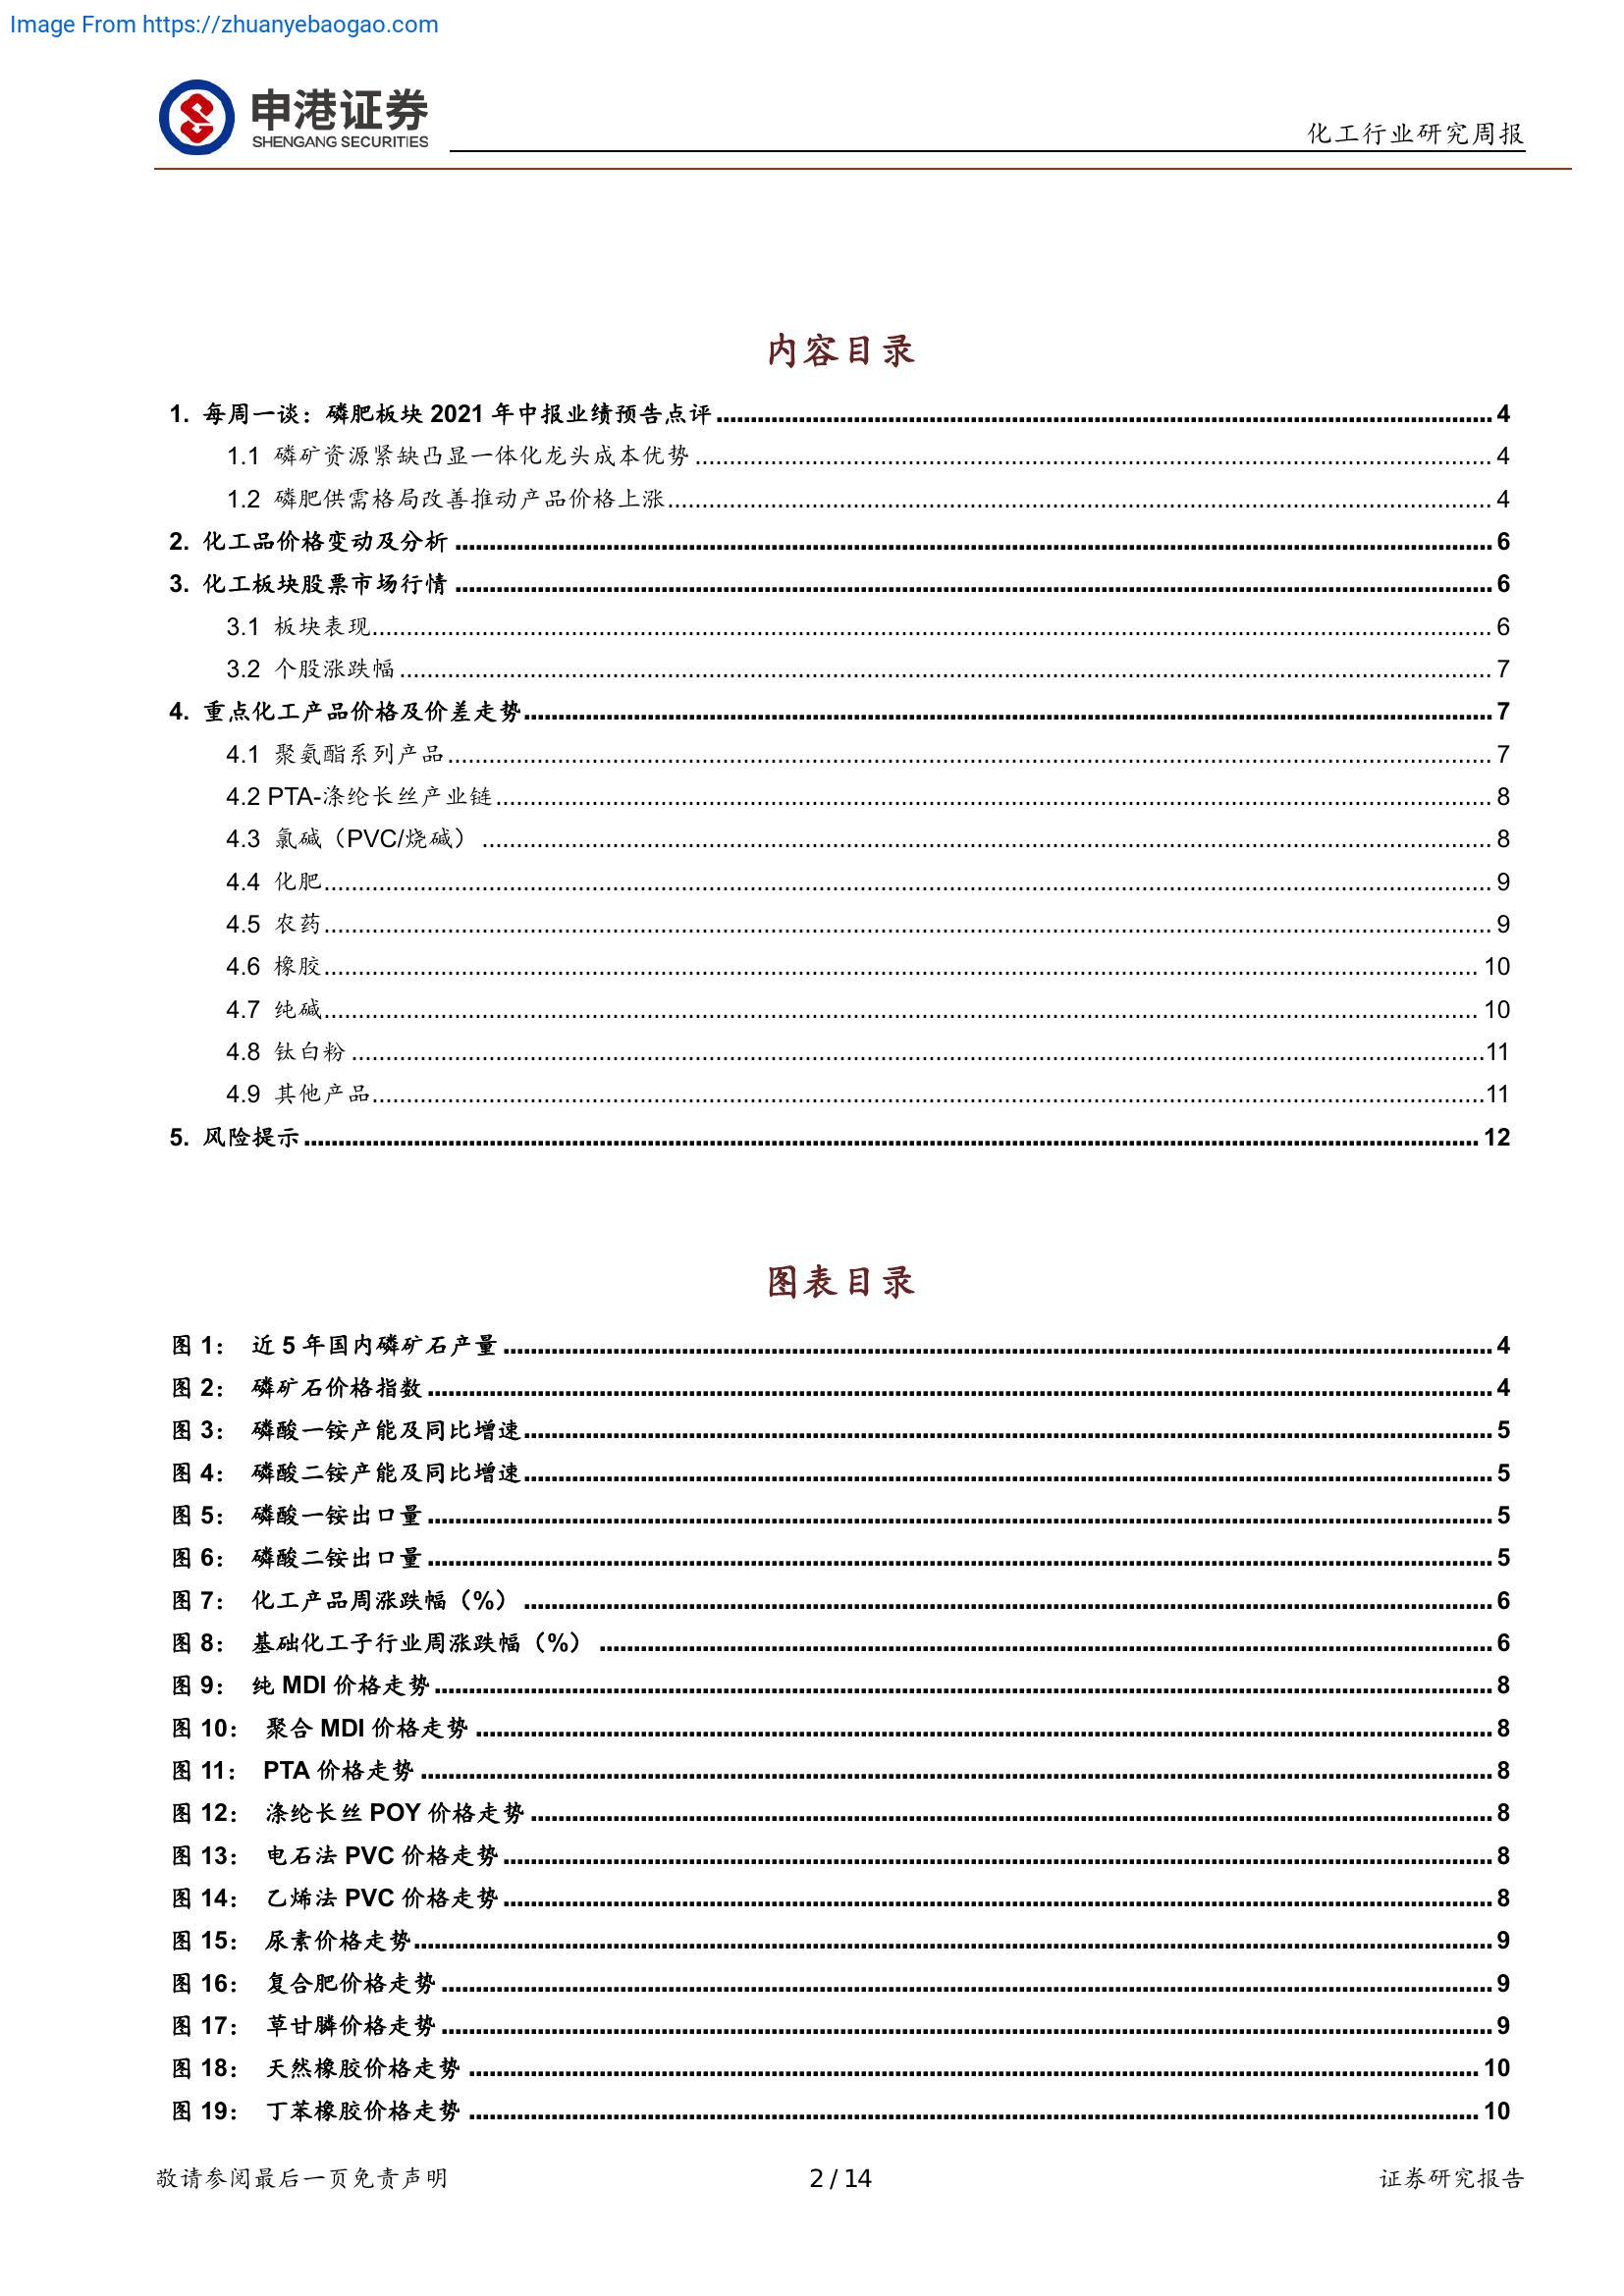 Image From https://zhuanyebaogao.com
申港证券
SHENGANG SECURITIES
化工行业研究周报
内容目录
1. 每周一谈：磷肥板块 2021 年中报业绩预告点评 4
1.1 磷矿资源紧缺凸显一体化龙头成本优势 4
1.2 磷肥供需格局改善推动产品价格上涨 4
2. 化工品价格变动及分析 6
3. 化工板块股票市场行情 6
3.1 板块表现 6
3.2 个股涨跌幅 7
4. 重点化工产品价格及价差走势 7
4.1 聚氨酯系列产品 7
4.2 PTA-涤纶长丝产业链 8
4.3 氯碱（PVC/烧碱） 8
4.4 化肥 9
4.5 农药 9
4.6 橡胶 10
4.7 纯碱 10
4.8 钛白粉 11
4.9 其他产品 11
5. 风险提示 12
图表目录
图 1： 近 5 年国内磷矿石产量 4
图 2： 磷矿石价格指数 4
图 3： 磷酸一铵产能及同比增速 5
图 4： 磷酸二铵产能及同比增速 5
图 5： 磷酸一铵出口量 5
图 6： 磷酸二铵出口量 5
图 7： 化工产品周涨跌幅（%） 6
图 8： 基础化工子行业周涨跌幅（%） 6
图 9： 纯 MDI 价格走势 8
图 10： 聚合 MDI 价格走势 8
图 11： PTA 价格走势 8
图 12： 涤纶长丝 POY 价格走势 8
图 13： 电石法 PVC 价格走势 8
图 14： 乙烯法 PVC 价格走势 8
图 15： 尿素价格走势 9
图 16： 复合肥价格走势 9
图 17： 草甘膦价格走势 9
图 18： 天然橡胶价格走势 10
图 19： 丁苯橡胶价格走势 10
敬请参阅最后一页免责声明
2 / 14
证券研究报告